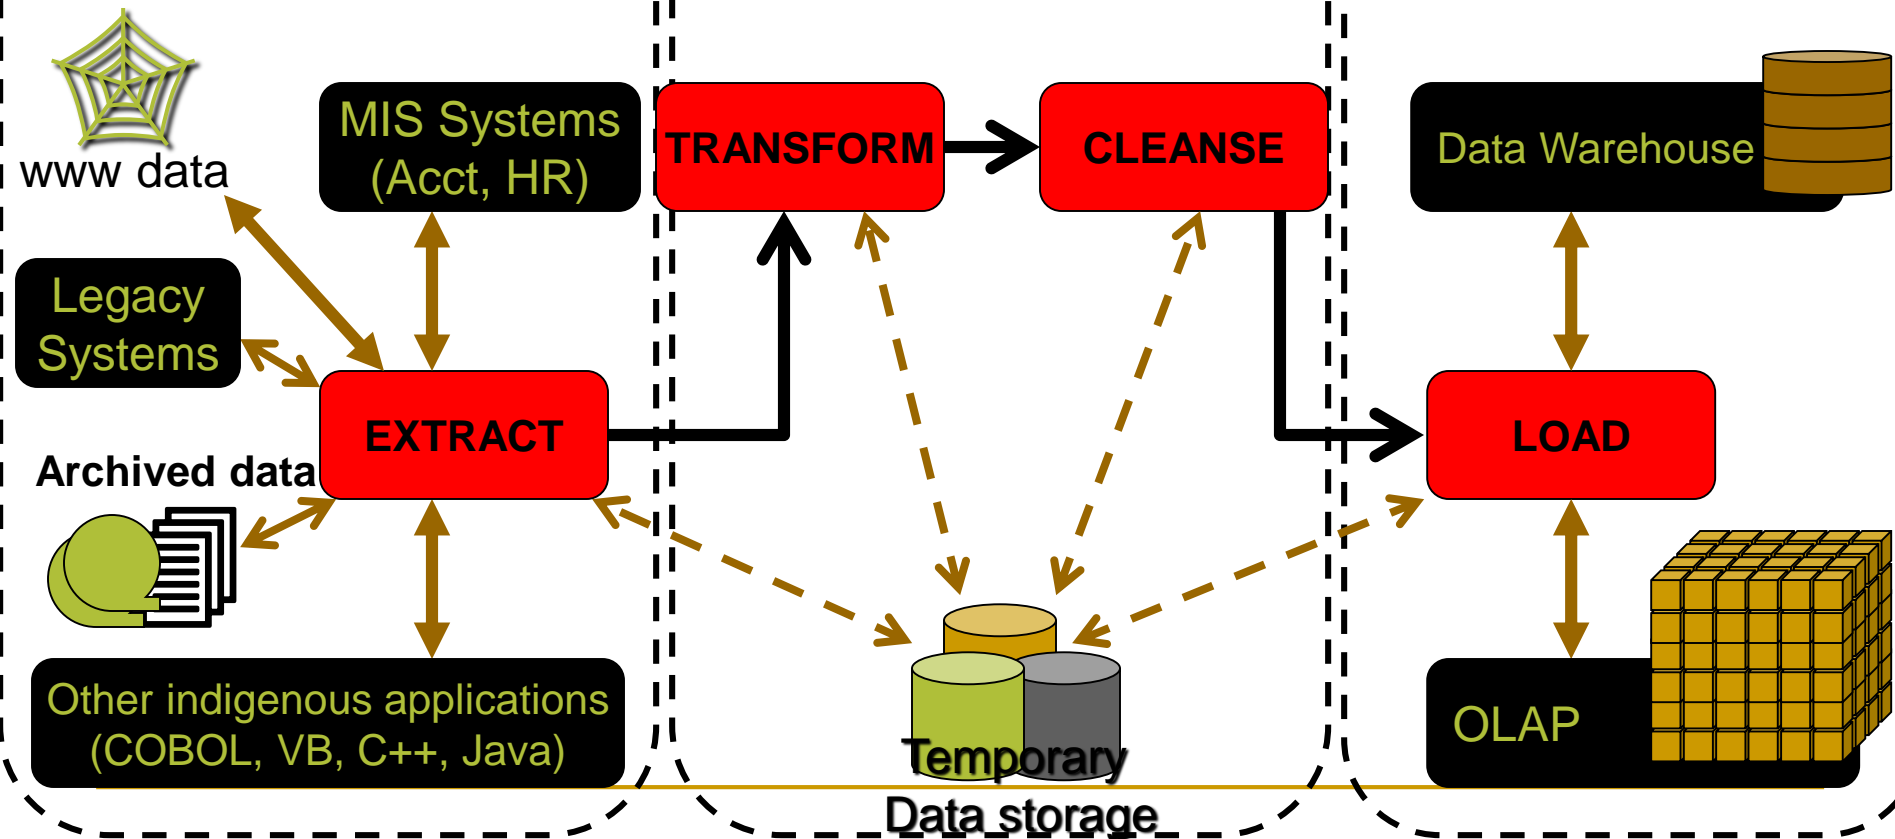 www data
MIS Systems
(Acct, HR)
Legacy
Systems
EXTRACT
Archived data
Other indigenous applications
(COBOL, VB, C++, Java)
TRANSFORM
CLEANSE
Temporary
Data storage
Data Warehouse
LOAD
OLAP